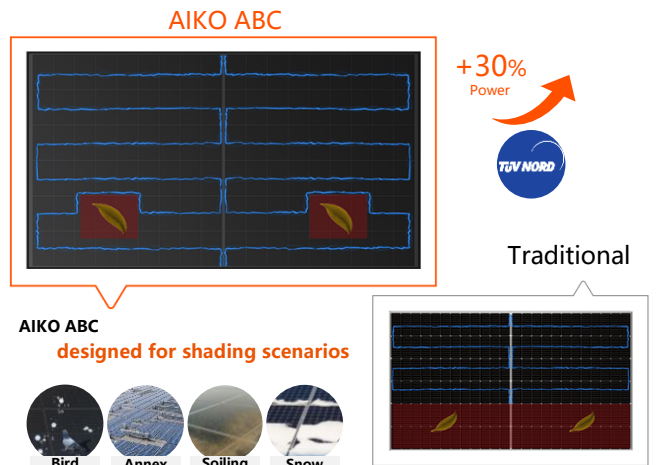 AIKO ABC
+30%
Power
TÜV NORD
Traditional
AIKO ABC
designed for shading scenarios
Bird
Annex
Soiling
Snow